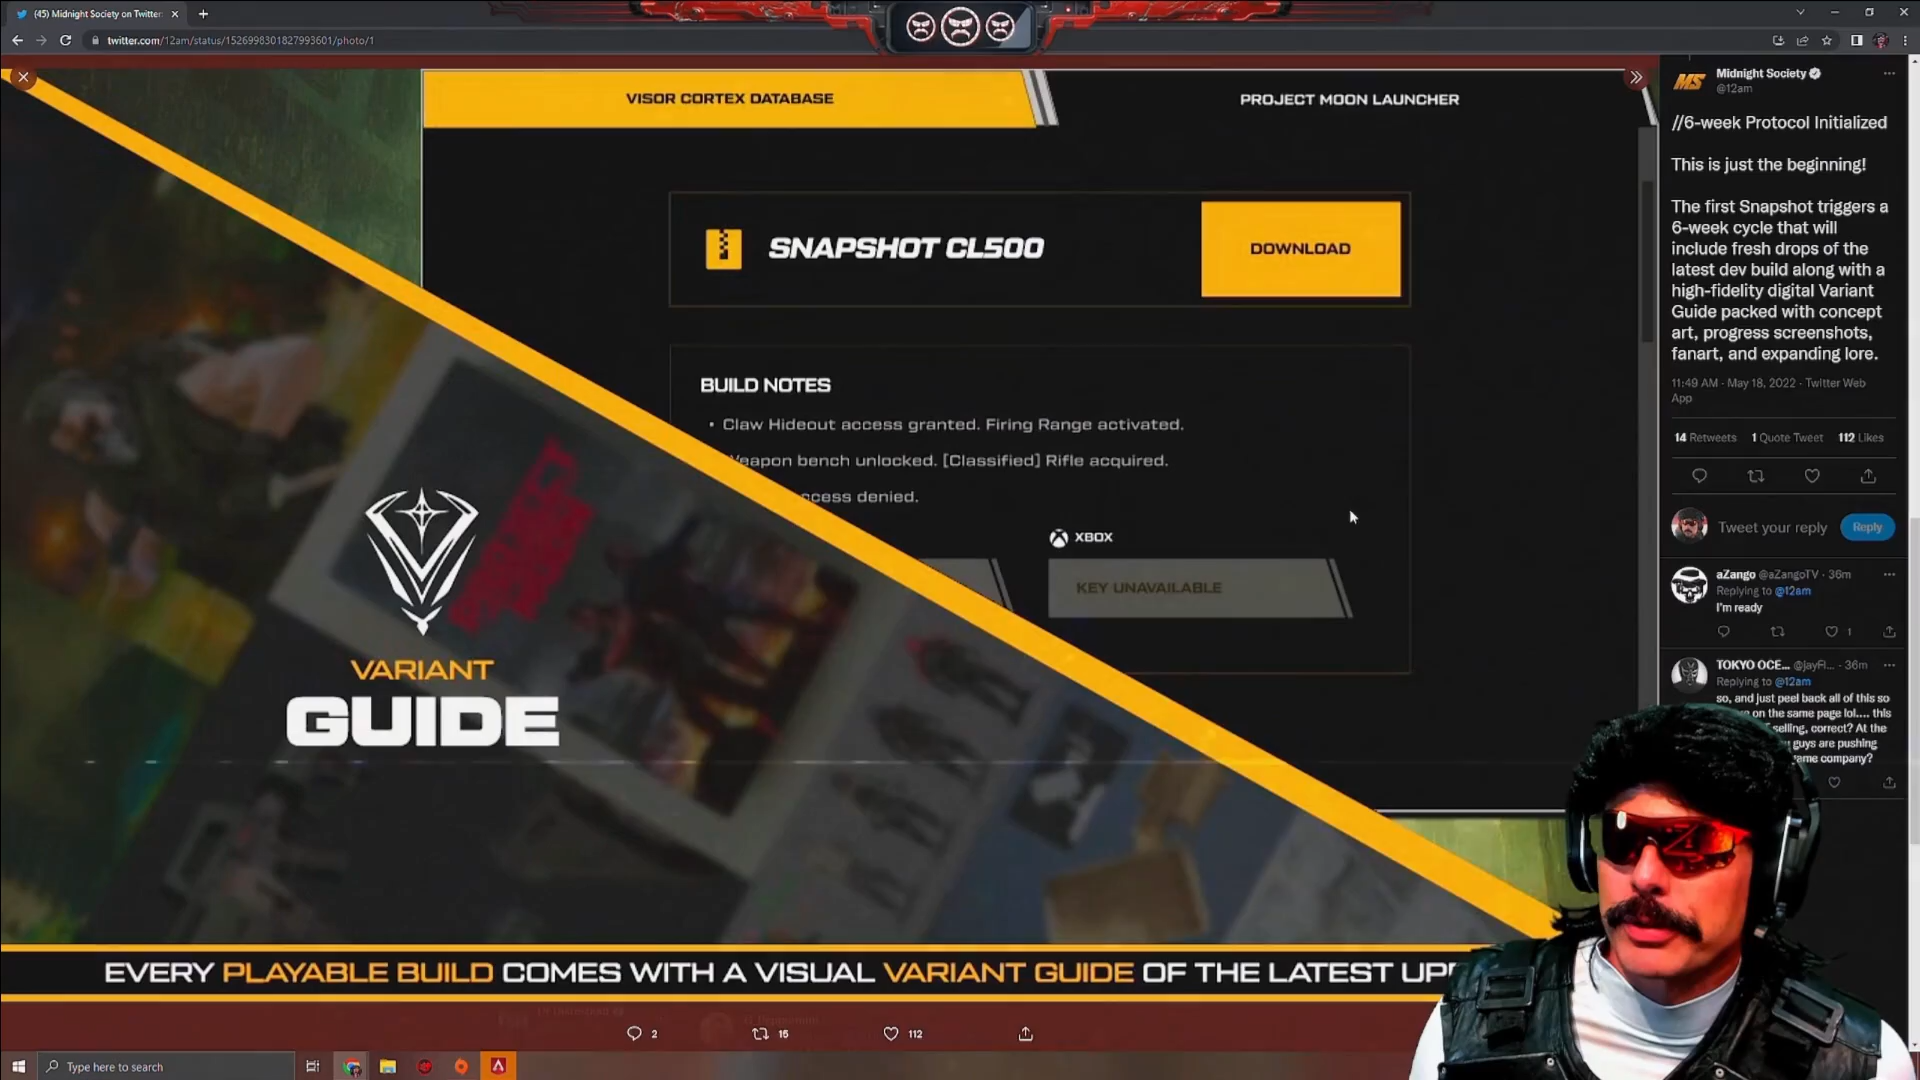 (45) Midnight Society on Twitter:
twitter.com/12am/status/1526998301827993601/photo/1
VISOR CORTEX DATABASE
PROJECT MOON LAUNCHER
SNAPSHOT CL500
DOWNLOAD
BUILD NOTES
• Claw Hideout access granted. Firing Range activated.
Weapon bench unlocked. [Classified] Rifle acquired.
access denied.
XBOX
KEY UNAVAILABLE
VARIANT
GUIDE
EVERY PLAYABLE BUILD COMES WITH A VISUAL VARIANT GUIDE OF THE LATEST
2
16
112
MS
Midnight Society
@12am
//6-week Protocol Initialized
This is just the beginning!
The first Snapshot triggers a
6-week cycle that will
include fresh drops of the
latest dev build along with a
high-fidelity digital Variant
Guide packed with concept
art, progress screenshots,
fanart, and expanding lore.
11:49 AM · May 18, 2022 · Twitter Web
App
14 Retweets 1 Quote Tweet 112 Likes
Tweet your reply
Reply
aZango @aZangoTV · 36m
Replying to @12am
I'm ready
1
TOKYO OCE... @jayFl... · 36m
Replying to @12am
so, and just peel back all of this so
on the same page lol.... this
selling, correct? At the
guys are pushing
game company?
Type here to search